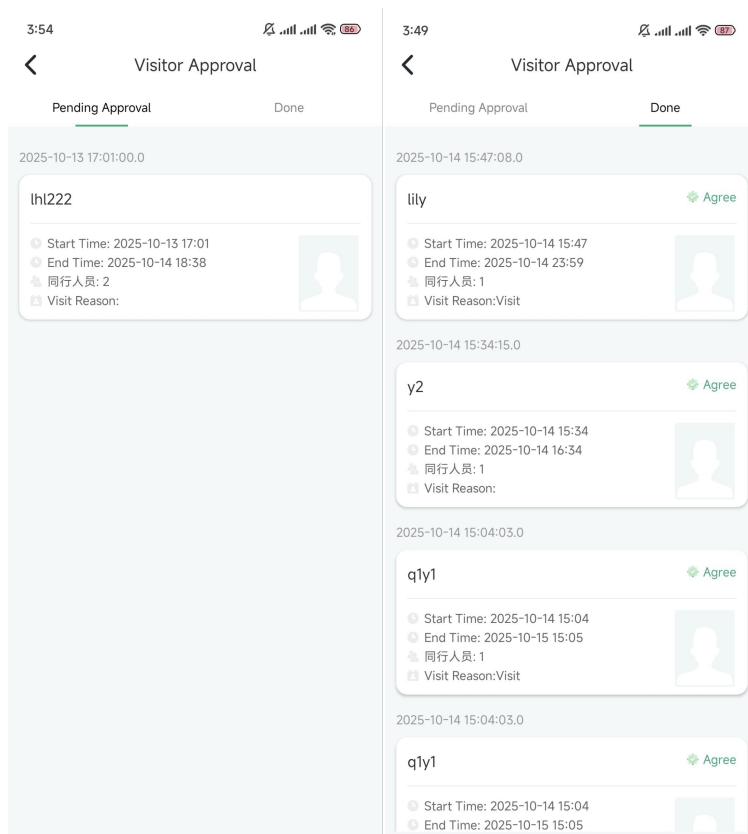 3:54
86
Visitor Approval
Pending Approval
Done
2025-10-13 17:01:00.0
lhl222
Start Time: 2025-10-13 17:01
End Time: 2025-10-14 18:38
同行人员: 2
Visit Reason:
3:49
87
Visitor Approval
Pending Approval
Done
2025-10-14 15:47:08.0
lily
Agree
Start Time: 2025-10-14 15:47
End Time: 2025-10-14 23:59
同行人员: 1
Visit Reason:Visit
2025-10-14 15:34:15.0
y2
Agree
Start Time: 2025-10-14 15:34
End Time: 2025-10-14 16:34
同行人员: 1
Visit Reason:
2025-10-14 15:04:03.0
q1y1
Agree
Start Time: 2025-10-14 15:04
End Time: 2025-10-15 15:05
同行人员: 1
Visit Reason:Visit
2025-10-14 15:04:03.0
q1y1
Agree
Start Time: 2025-10-14 15:04
End Time: 2025-10-15 15:05